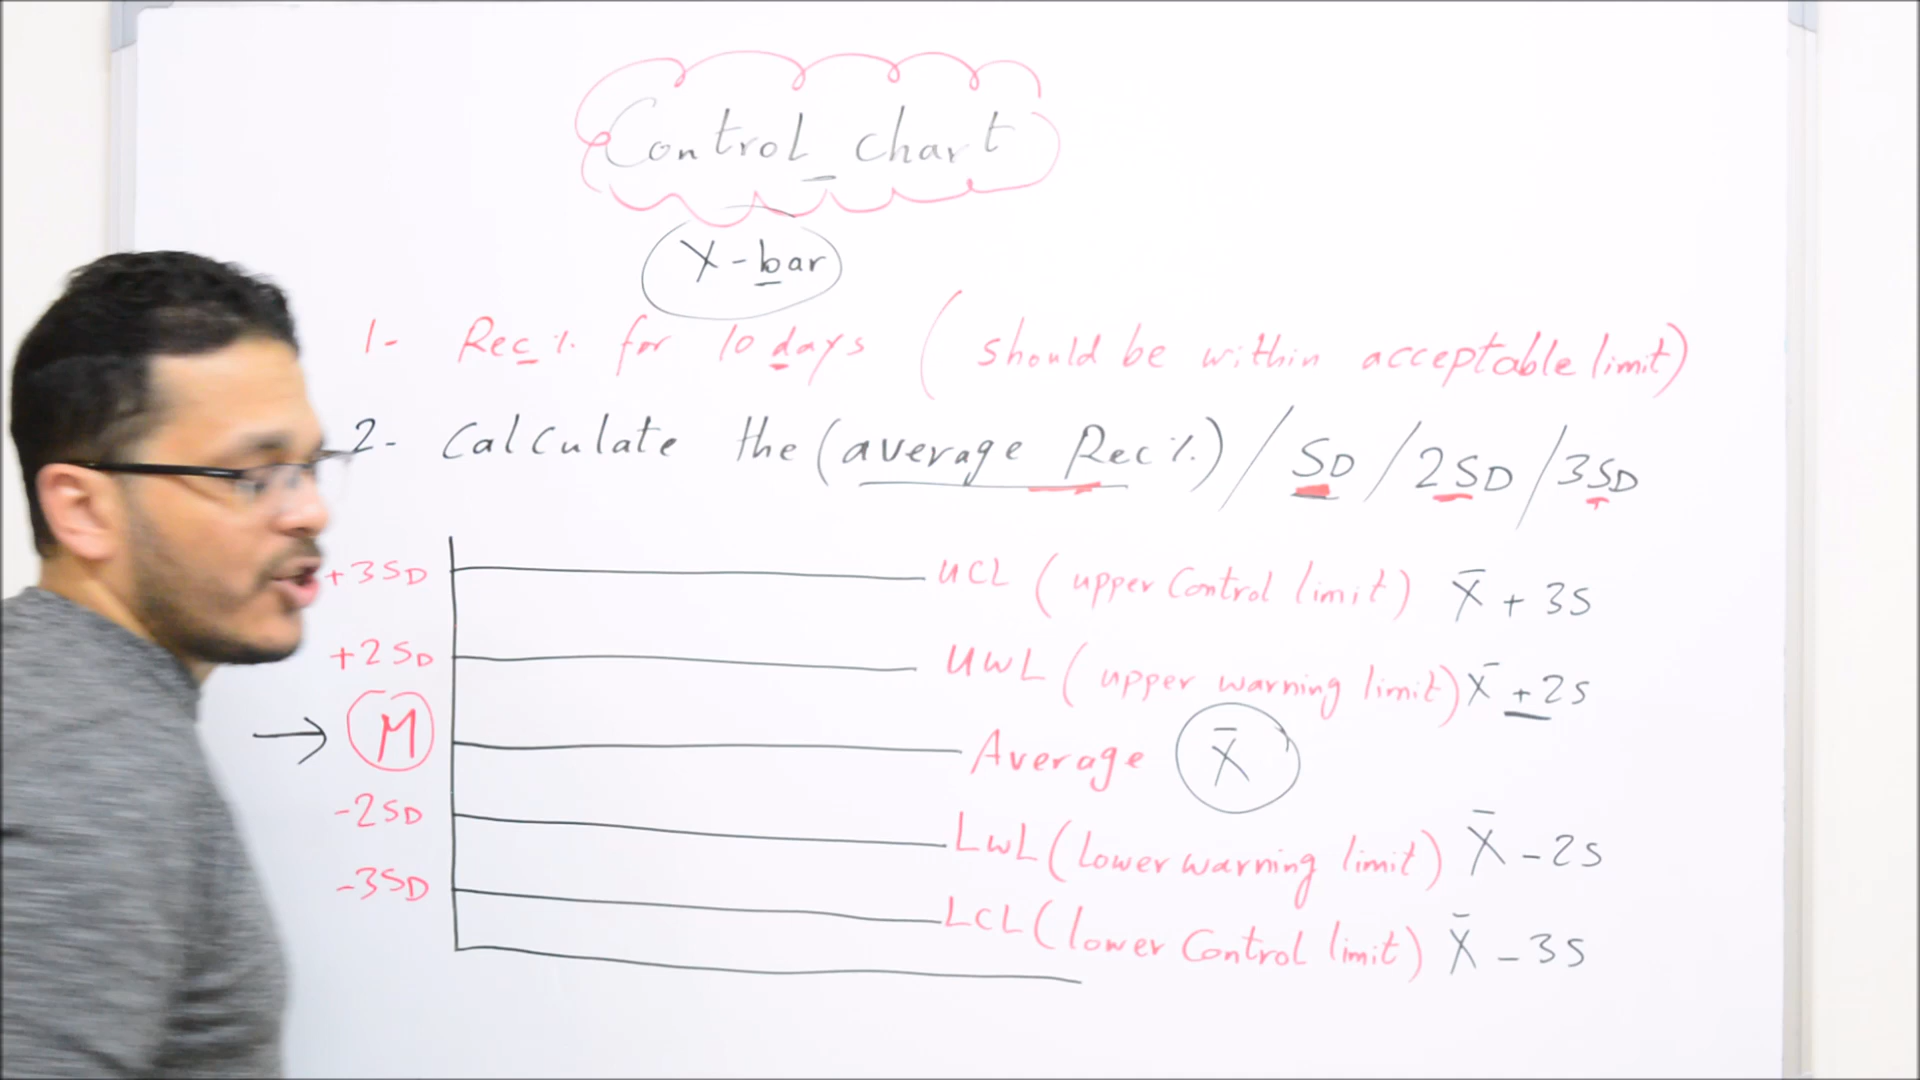 Control chart
X-bar
1- Rec % for 10 days (should be within acceptable limit)
2- Calculate the (average Rec %) / SD / 2SD / 3SD
+3SD UCL (upper Control limit) X̄ + 3S
+2SD UWL (upper warning limit) X̄ + 2S
→ M Average X̄
-2SD LWL (lower warning limit) X̄ - 2S
-3SD LCL (lower Control limit) X̄ - 3S